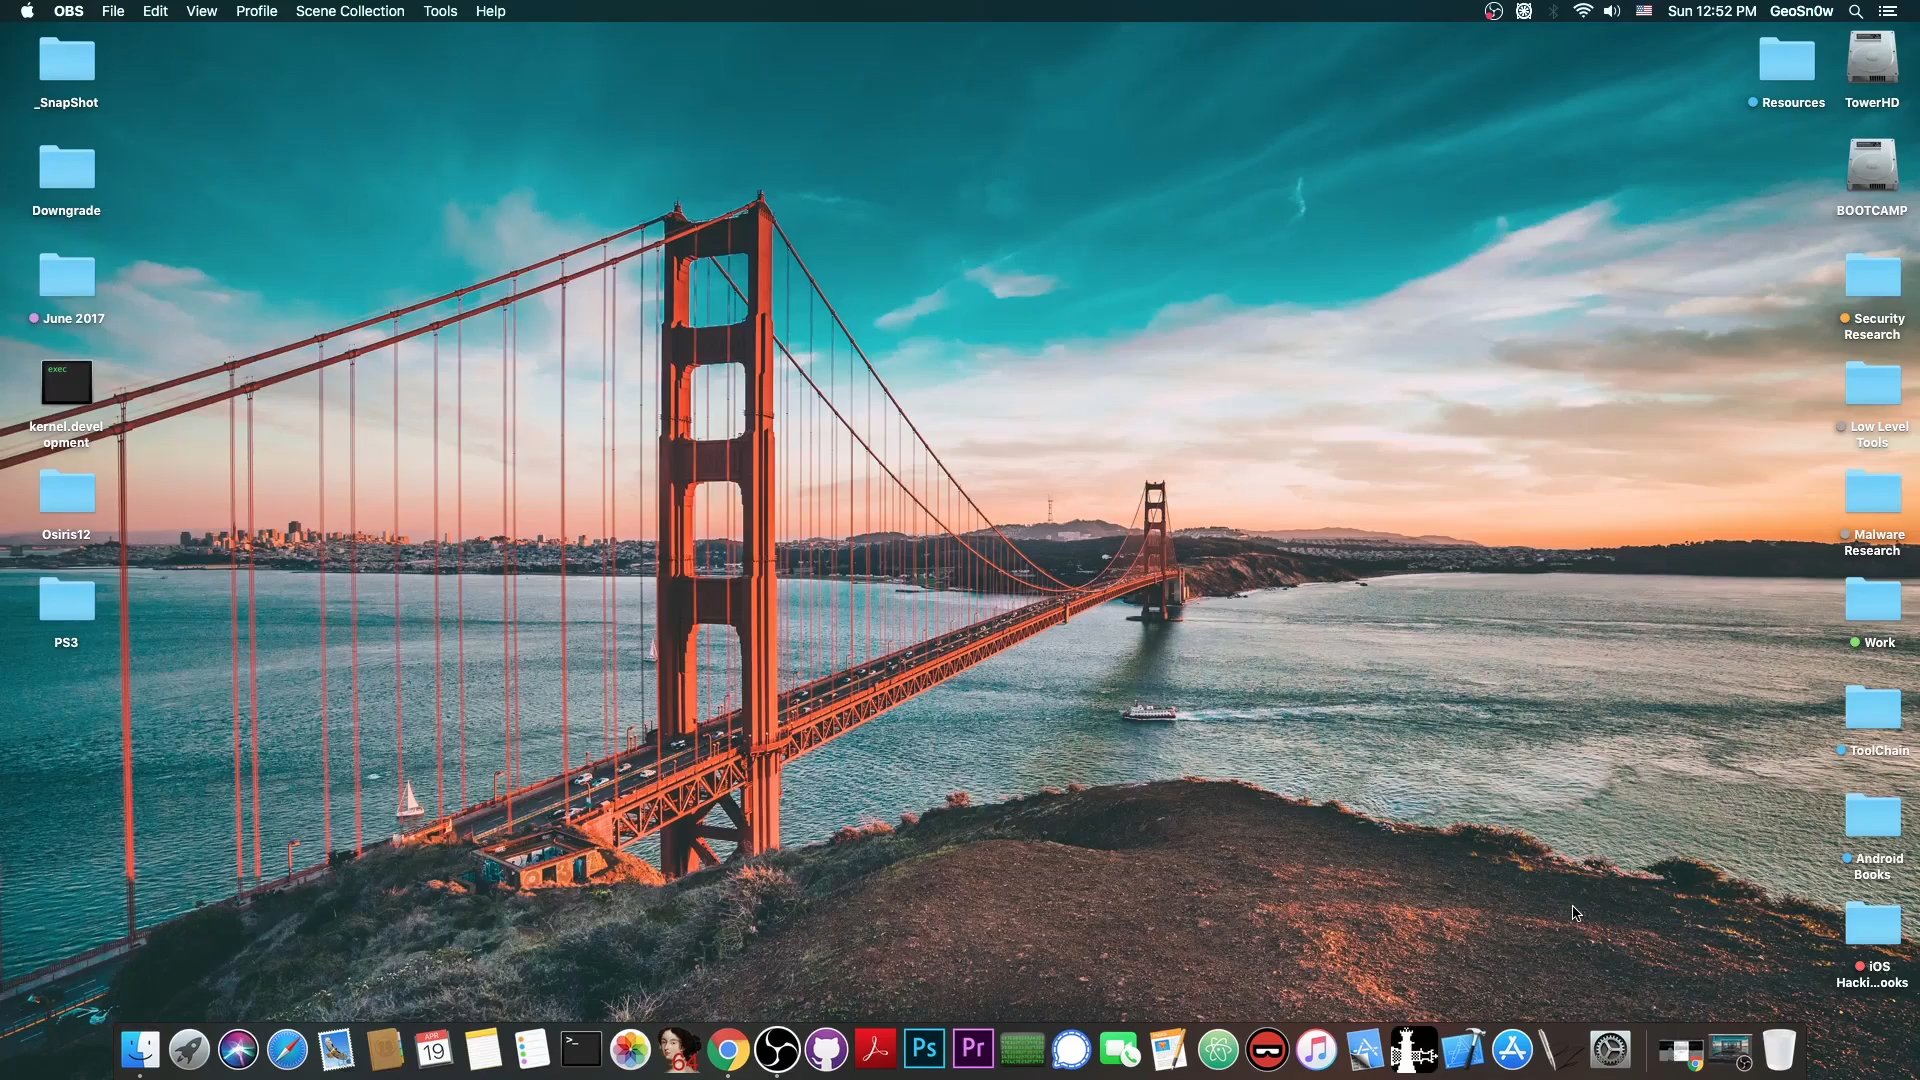 OBS File Edit View Profile Scene Collection Tools Help
Sun 12:52 PM GeoSn0w
_SnapShot
Downgrade
June 2017
exec
kernel.devel
opment
Osiris12
PS3
Resources
TowerHD
BOOTCAMP
Security
Research
Low Level
Tools
Malware
Research
Work
ToolChain
Android
Books
iOS
Hacki...ooks
APR
19
>_
64
Ps
Pr